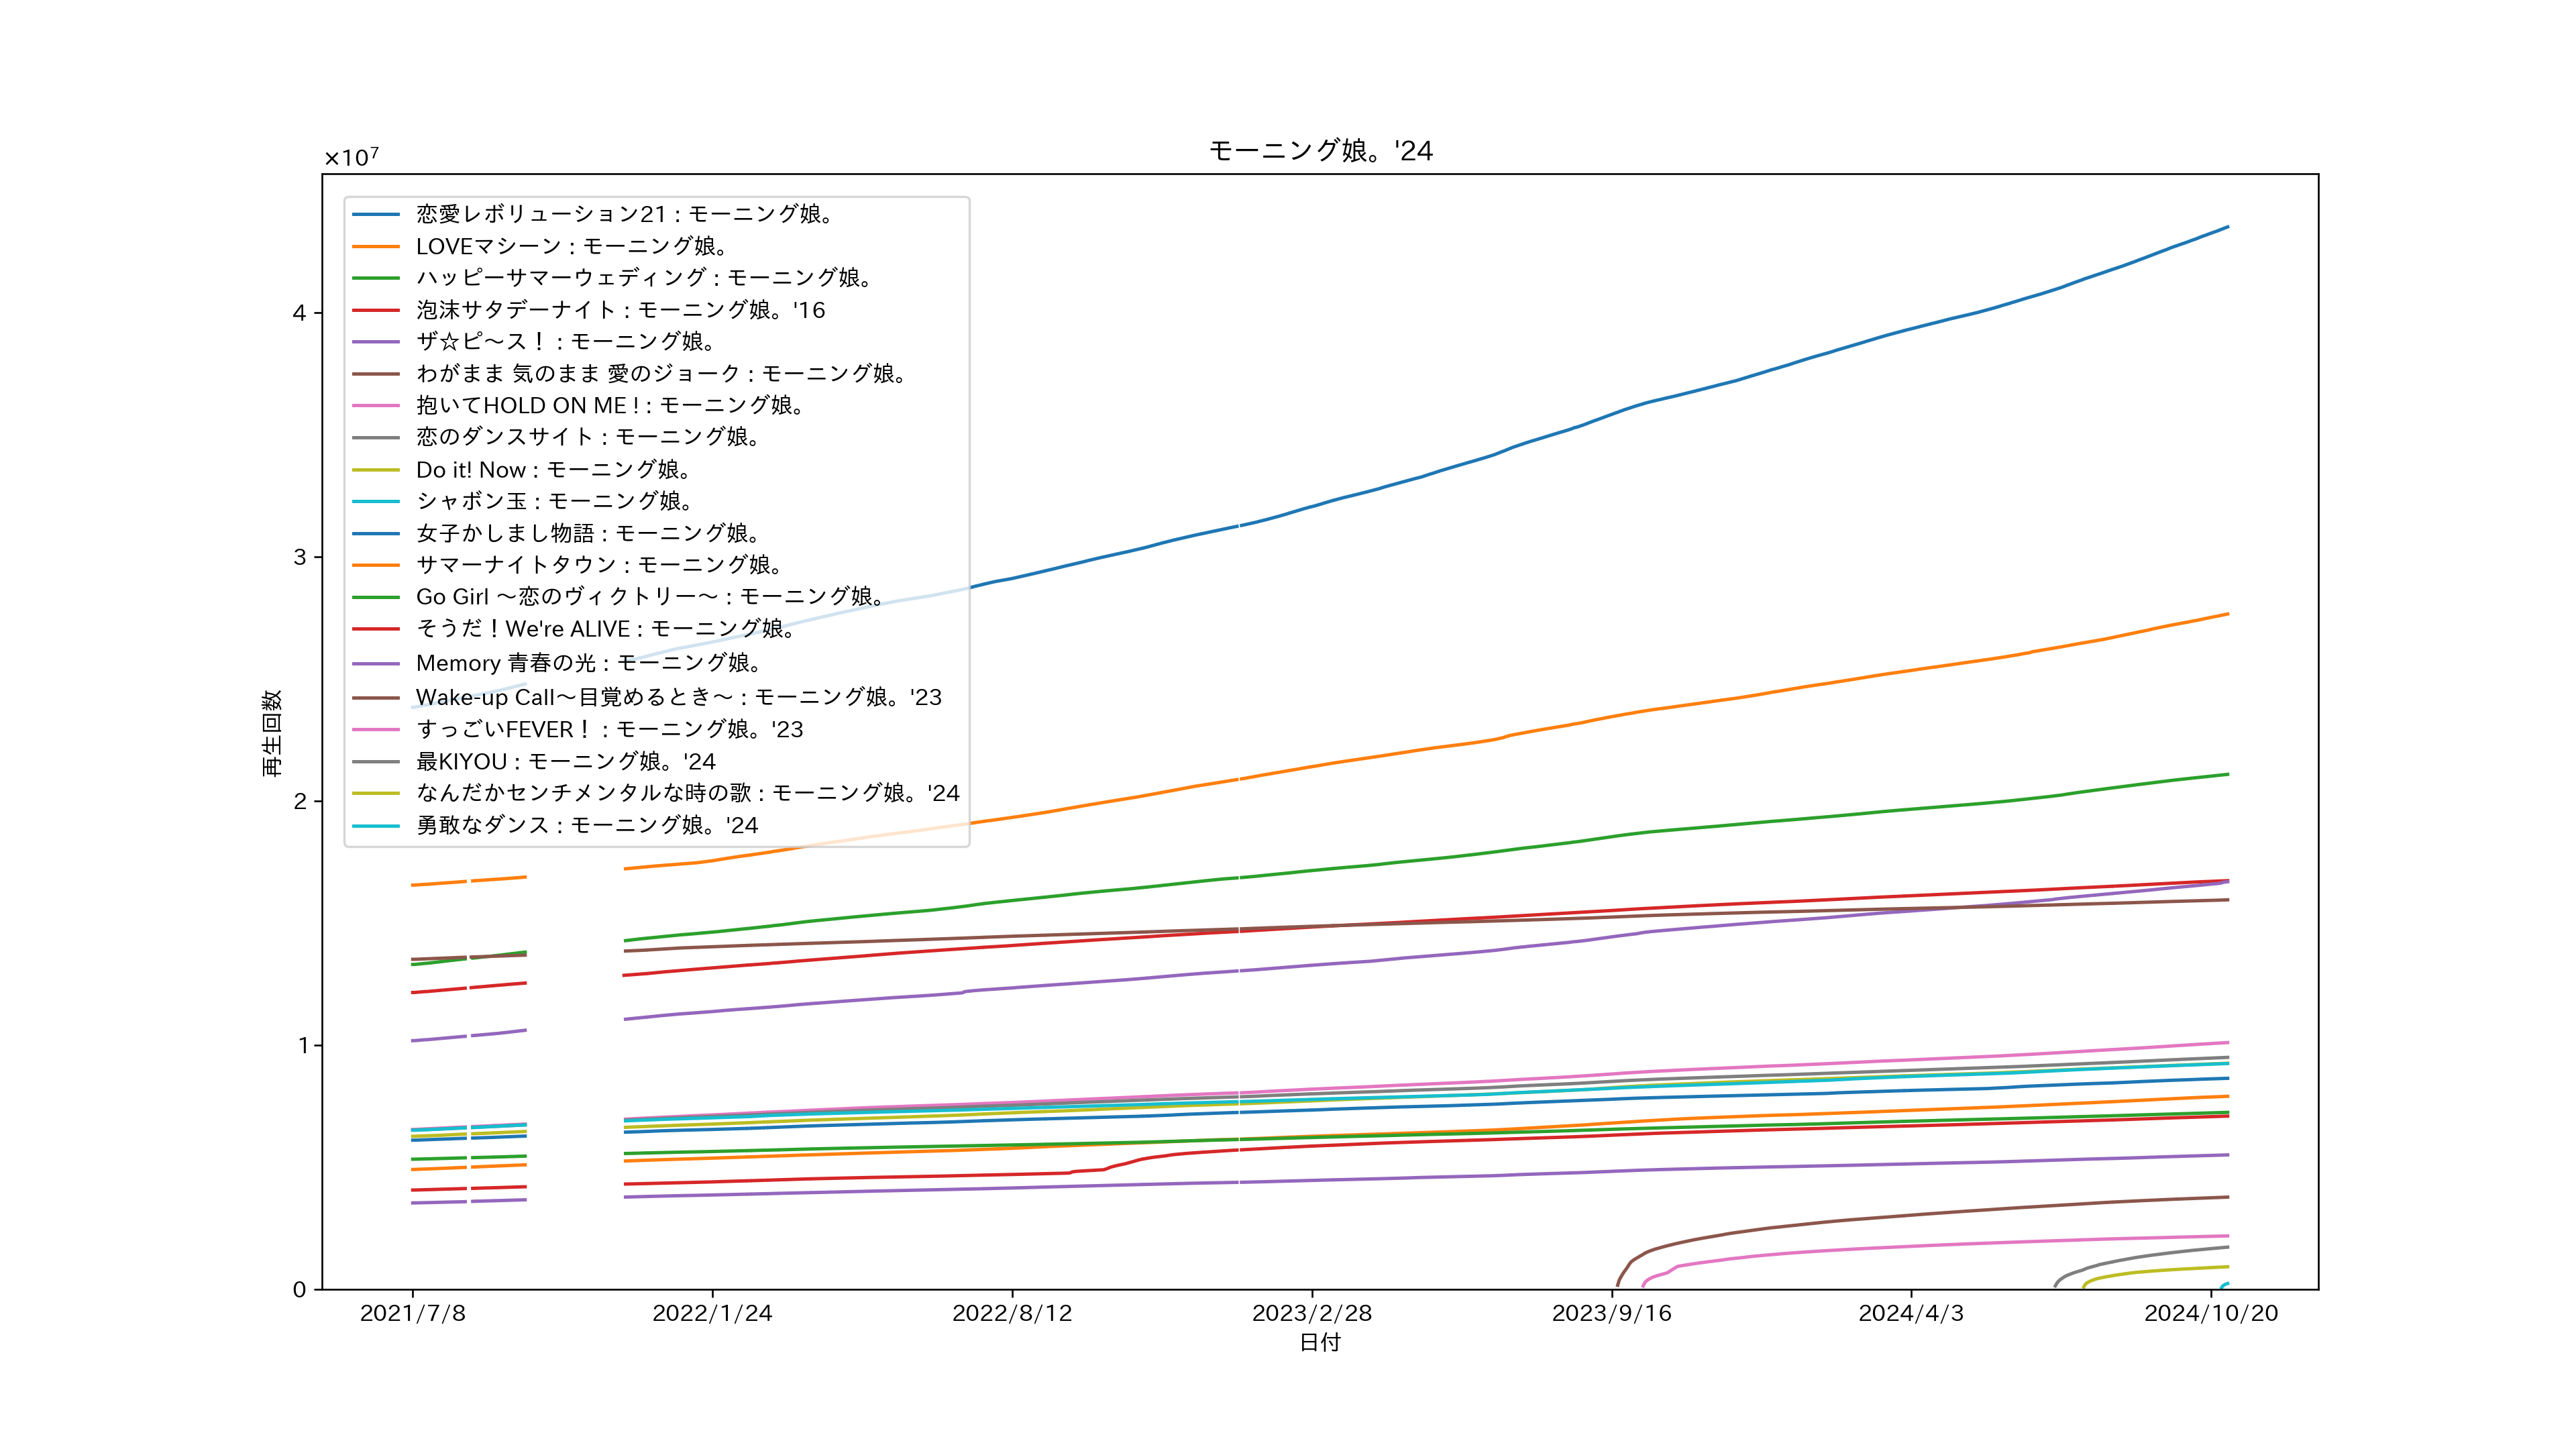 モーニング娘。'24
×10⁷
恋愛レボリューション21 : モーニング娘。
LOVEマシーン : モーニング娘。
ハッピーサマーウェディング : モーニング娘。
泡沫サタデーナイト : モーニング娘。'16
ザ☆ピ〜ス！ : モーニング娘。
わがまま 気のまま 愛のジョーク : モーニング娘。
抱いてHOLD ON ME ! : モーニング娘。
恋のダンスサイト : モーニング娘。
Do it! Now : モーニング娘。
シャボン玉 : モーニング娘。
女子かしまし物語 : モーニング娘。
サマーナイトタウン : モーニング娘。
Go Girl 〜恋のヴィクトリー〜 : モーニング娘。
そうだ！We're ALIVE : モーニング娘。
Memory 青春の光 : モーニング娘。
Wake-up Call〜目覚めるとき〜 : モーニング娘。'23
すっごいFEVER！ : モーニング娘。'23
最KIYOU : モーニング娘。'24
なんだかセンチメンタルな時の歌 : モーニング娘。'24
勇敢なダンス : モーニング娘。'24
再生回数
4
3
2
1
0
2021/7/8
2022/1/24
2022/8/12
2023/2/28
2023/9/16
2024/4/3
2024/10/20
日付